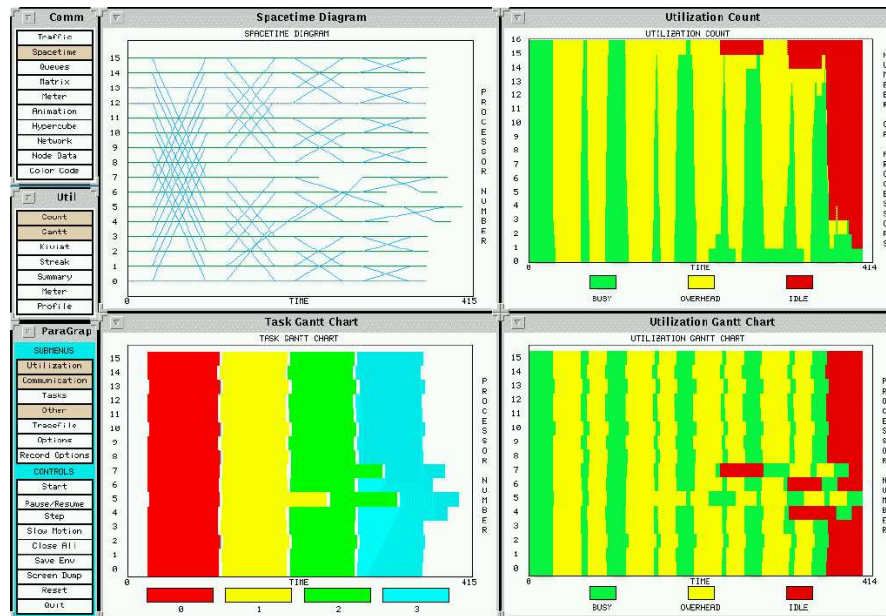 Comm
Traffic
Spacetime
Queues
Matrix
Meter
Animation
Hypercube
Network
Node Data
Color Code
Util
Count
Gantt
Kiviat
Streak
Summary
Meter
Profile
ParaGrap
SUBMENUS
Utilization
Communication
Tasks
Other
Tracefile
Options
Record Options
CONTROLS
Start
Pause/Resume
Step
Slow Motion
Close All
Save Env
Screen Dump
Reset
Quit
Spacetime Diagram
SPACETIME DIAGRAM
15
14
13
12
11
10
9
8
7
6
5
4
3
2
1
0
PROCESSOR NUMBER
0
TIME
415
Utilization Count
UTILIZATION COUNT
16
15
14
13
12
11
10
9
8
7
6
5
4
3
2
1
0
0
TIME
414
BUSY
OVERHEAD
IDLE
Task Gantt Chart
TASK GANTT CHART
15
14
13
12
11
10
9
8
7
6
5
4
3
2
1
0
PROCESSOR NUMBER
0
TIME
415
0
1
2
3
Utilization Gantt Chart
UTILIZATION GANTT CHART
15
14
13
12
11
10
9
8
7
6
5
4
3
2
1
0
0
TIME
415
BUSY
OVERHEAD
IDLE